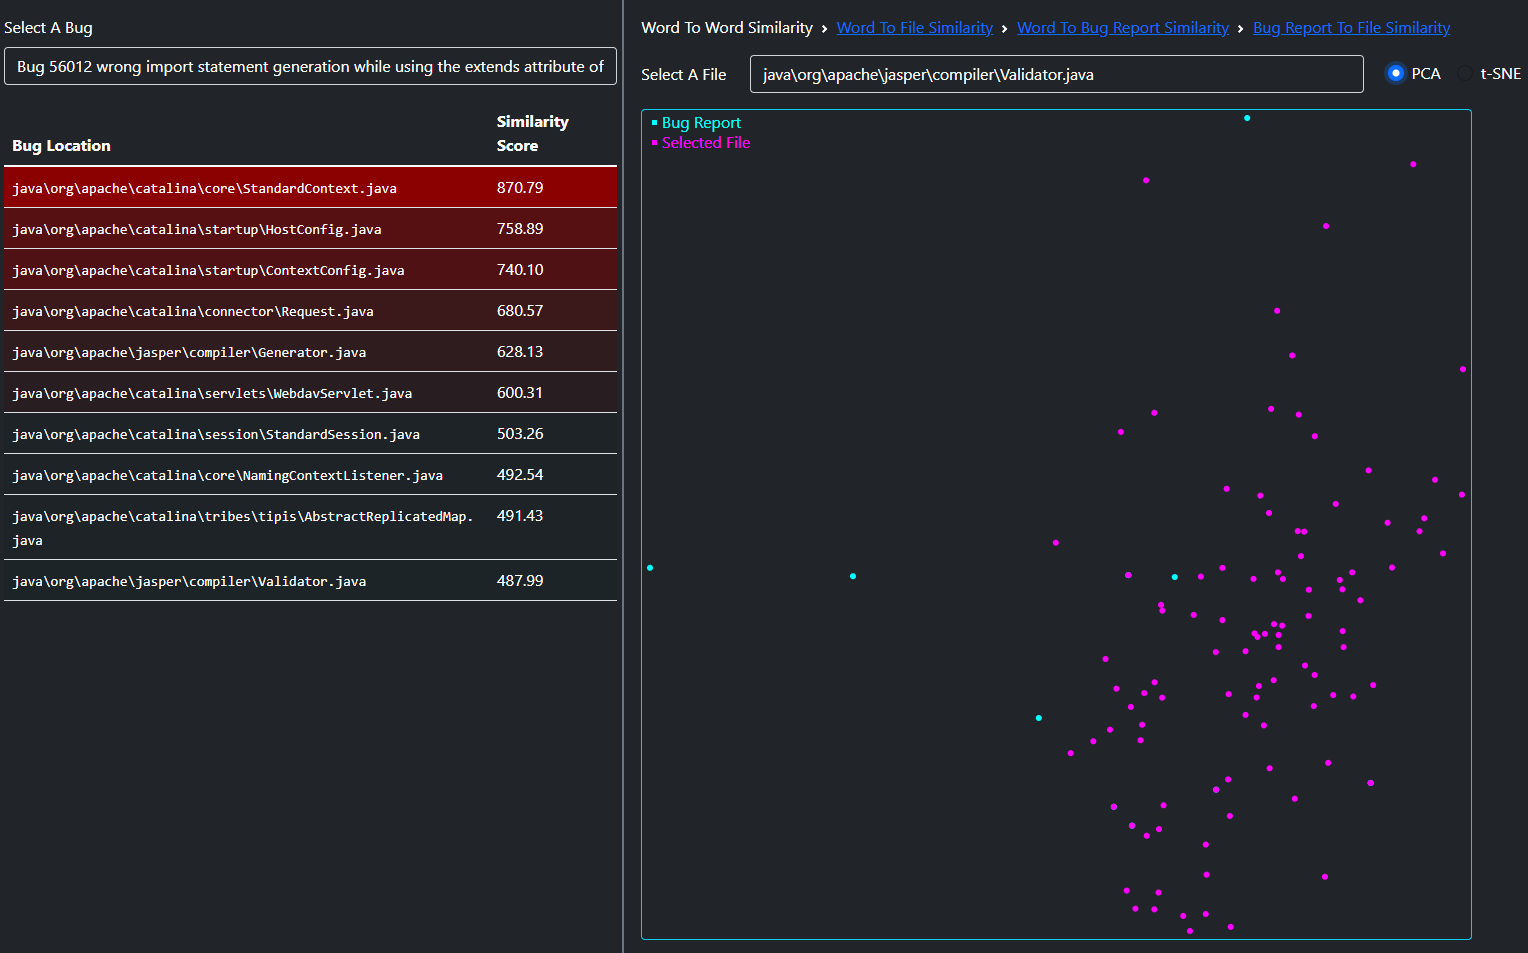 Select A Bug
Bug 56012 wrong import statement generation while using the extends attribute of
Bug Location
Similarity
Score
java\org\apache\catalina\core\StandardContext.java 870.79
java\org\apache\catalina\startup\HostConfig.java 758.89
java\org\apache\catalina\startup\ContextConfig.java 740.10
java\org\apache\catalina\connector\Request.java 680.57
java\org\apache\jasper\compiler\Generator.java 628.13
java\org\apache\catalina\servlets\WebdavServlet.java 600.31
java\org\apache\catalina\session\StandardSession.java 503.26
java\org\apache\catalina\core\NamingContextListener.java 492.54
java\org\apache\catalina\tribes\tipis\AbstractReplicatedMap. 491.43
java
java\org\apache\jasper\compiler\Validator.java 487.99
Word To Word Similarity › Word To File Similarity › Word To Bug Report Similarity › Bug Report To File Similarity
Select A File java\org\apache\jasper\compiler\Validator.java PCA t-SNE
Bug Report
Selected File